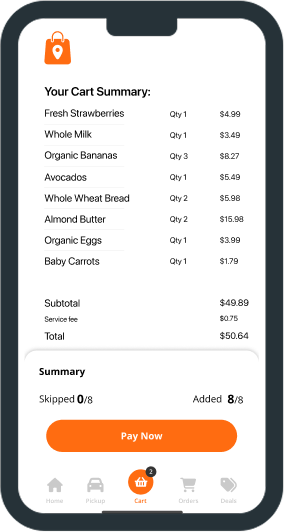 Your Cart Summary:
Fresh Strawberries Qty 1 $4.99
Whole Milk Qty 1 $3.49
Organic Bananas Qty 3 $8.27
Avocados Qty 1 $5.49
Whole Wheat Bread Qty 2 $5.98
Almond Butter Qty 2 $15.98
Organic Eggs Qty 1 $3.99
Baby Carrots Qty 1 $1.79
Subtotal $49.89
Service fee $0.75
Total $50.64
Summary
Skipped 0/8 Added 8/8
Pay Now
2
Home Pickup Cart Orders Deals